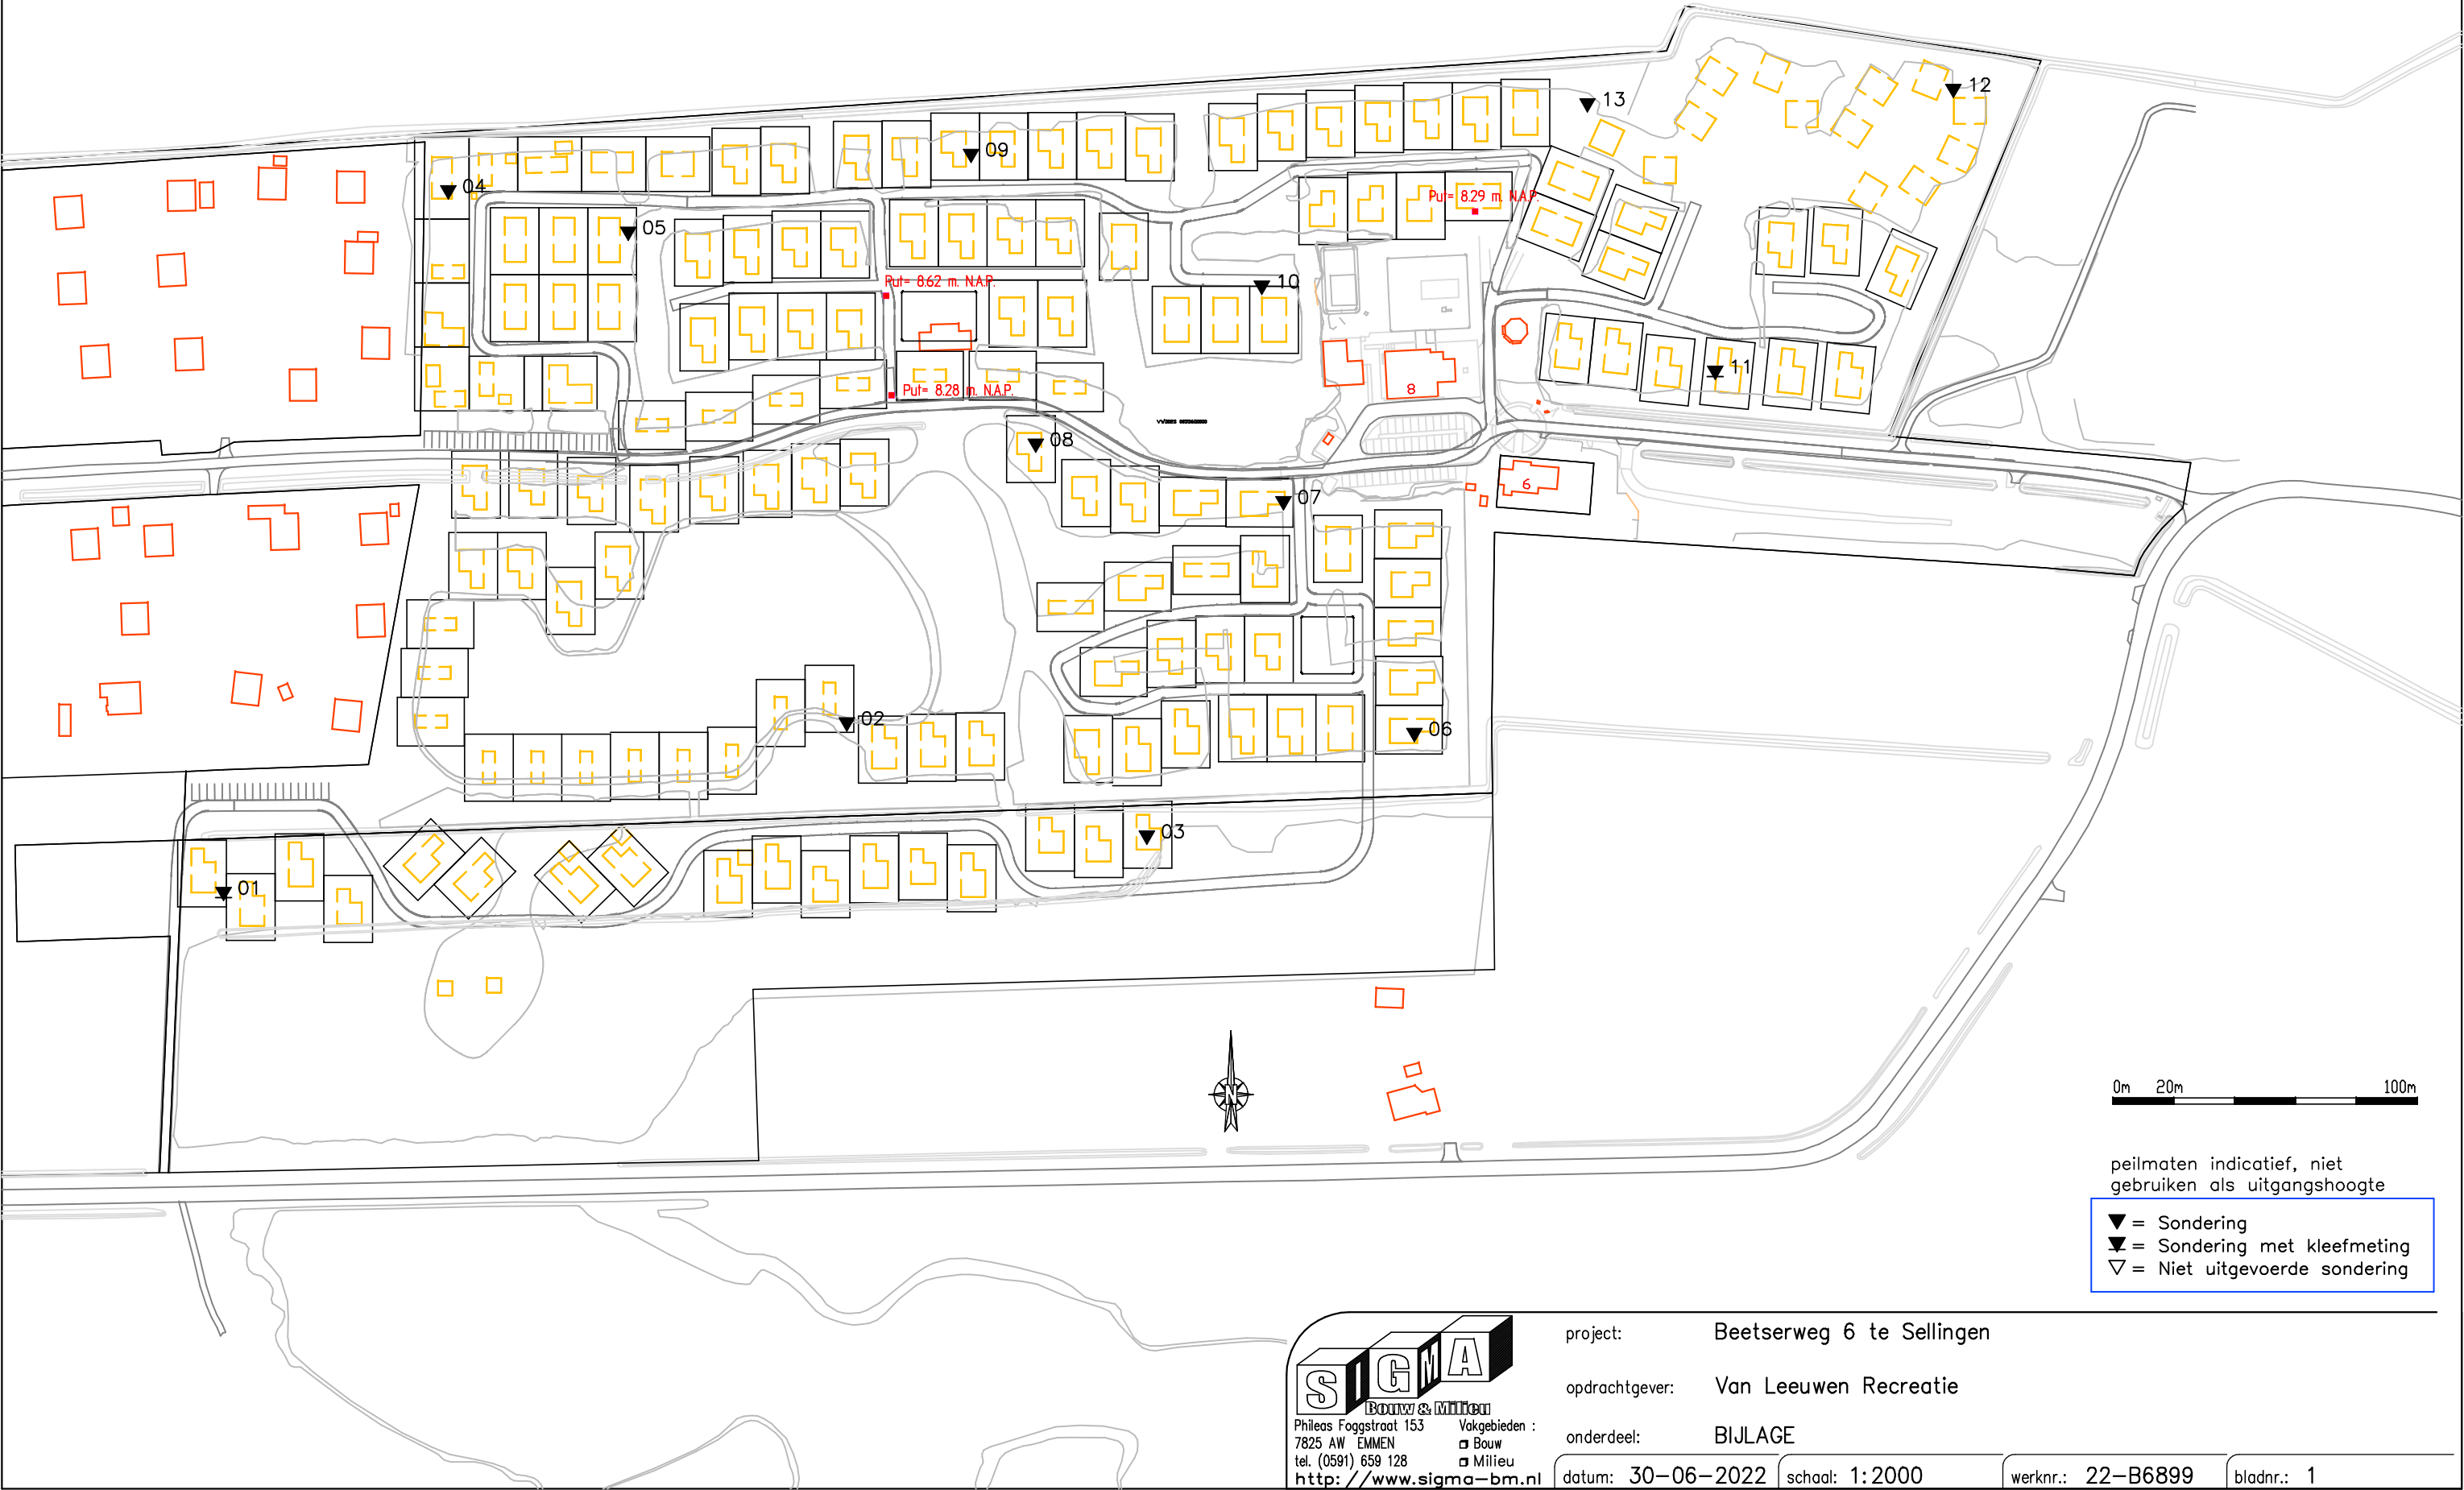 12
13
09
04
Put= 8.29 m. N.A.P.
05
Put= 8.62 m. N.A.P.
10
11
8
Put= 8.28 m. N.A.P.
08
6
07
02
06
03
01
N
0m 20m 100m
peilmaten indicatief, niet
gebruiken als uitgangshoogte
= Sondering
= Sondering met kleefmeting
= Niet uitgevoerde sondering
SIGMA
Bouw & Milieu
Phileas Foggstraat 153
7825 AW EMMEN
tel. (0591) 659 128
http://www.sigma-bm.nl
Vakgebieden :
Bouw
Milieu
project: Beetserweg 6 te Sellingen
opdrachtgever: Van Leeuwen Recreatie
onderdeel: BIJLAGE
datum: 30-06-2022 schaal: 1:2000 werknr.: 22-B6899 bladnr.: 1